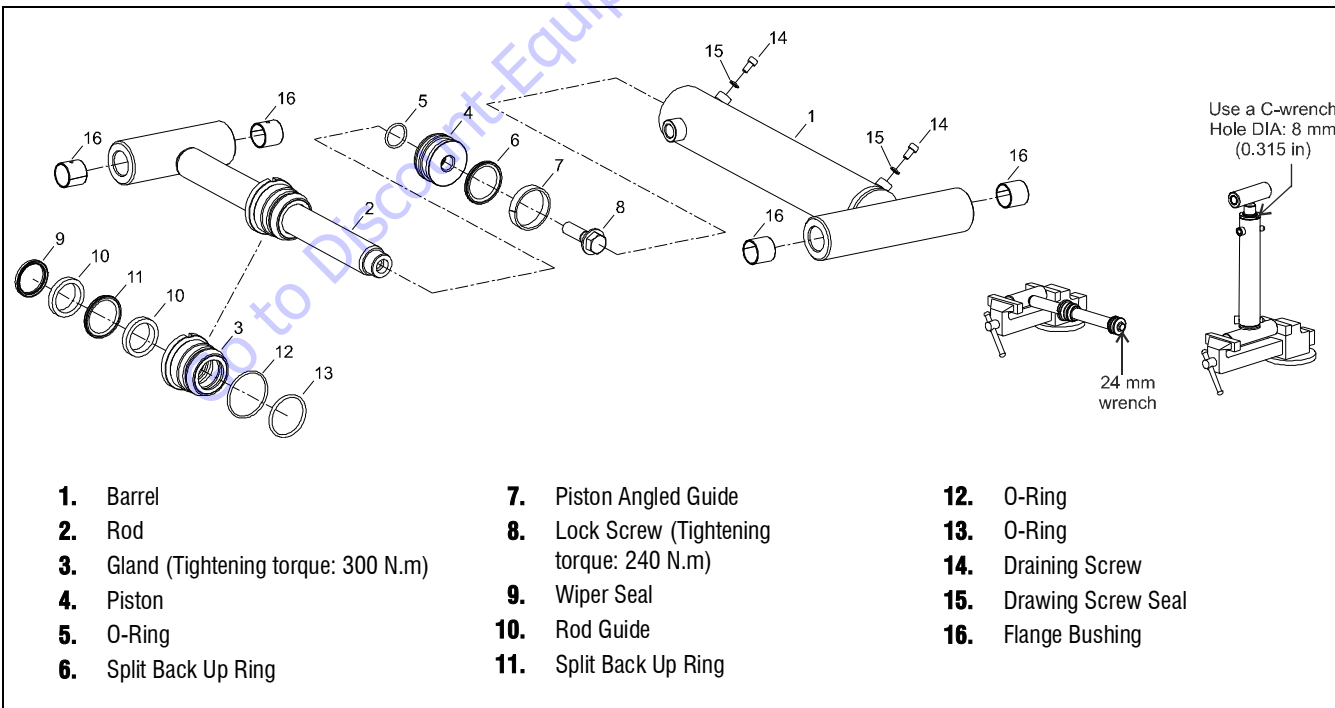 Go to Discount-Equip
16
16
5
4
6
7
8
2
9
10
11
10
3
12
13
15
14
1
15
14
16
16
Use a C-wrench
Hole DIA: 8 mm
(0.315 in)
24 mm
wrench
1. Barrel
2. Rod
3. Gland (Tightening torque: 300 N.m)
4. Piston
5. O-Ring
6. Split Back Up Ring
7. Piston Angled Guide
8. Lock Screw (Tightening
torque: 240 N.m)
9. Wiper Seal
10. Rod Guide
11. Split Back Up Ring
12. O-Ring
13. O-Ring
14. Draining Screw
15. Drawing Screw Seal
16. Flange Bushing